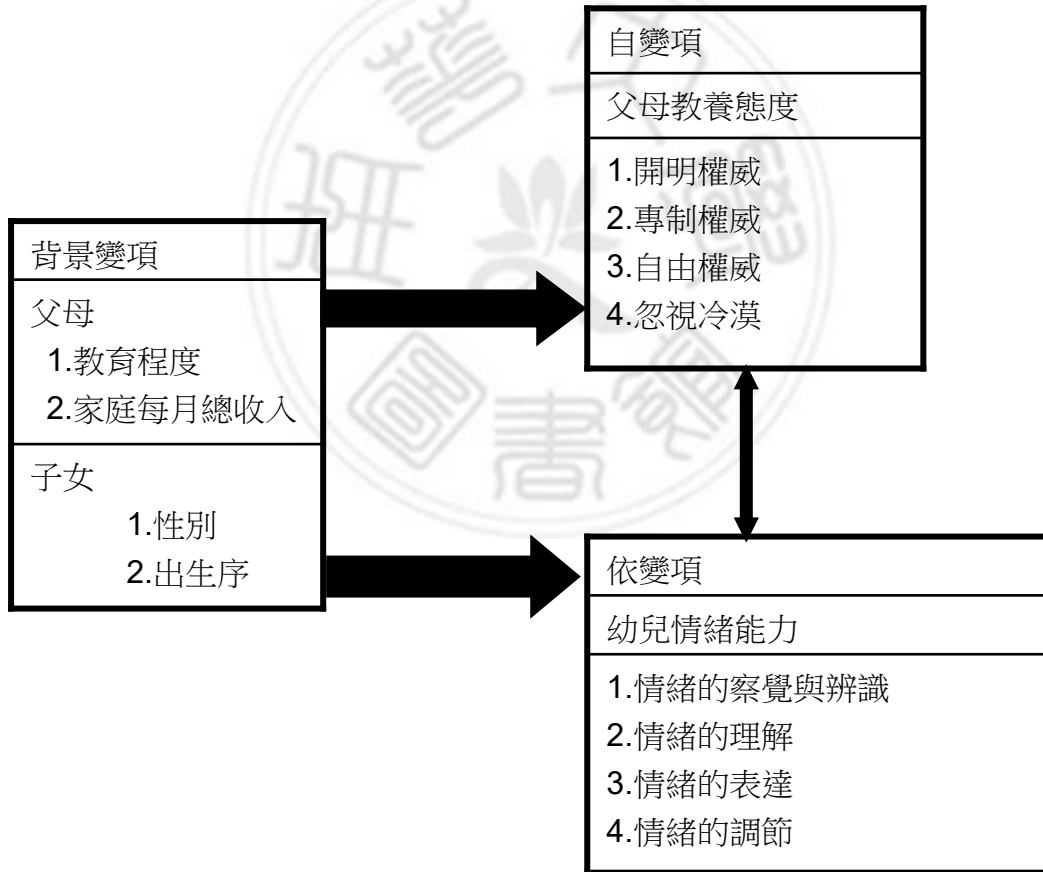 自變項
父母教養態度
1.開明權威
2.專制權威
3.自由權威
4.忽視冷漠
背景變項
父母
1.教育程度
2.家庭每月總收入
子女
1.性別
2.出生序
依變項
幼兒情緒能力
1.情緒的察覺與辨識
2.情緒的理解
3.情緒的表達
4.情緒的調節